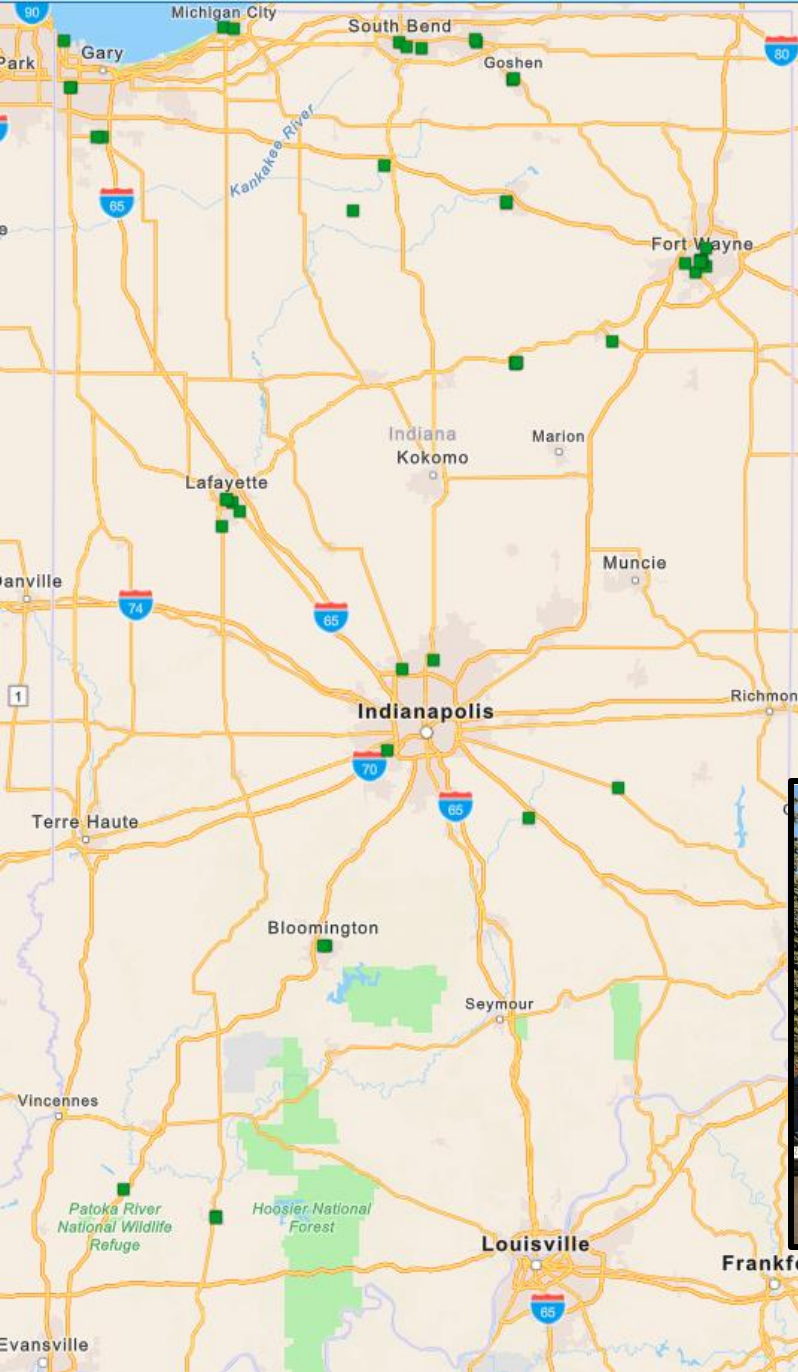 90
Michigan City
South Bend
Park
Gary
80
Goshen
Kankakee River
65
Fort Wayne
Indiana
Marion
Kokomo
Lafayette
Muncie
Danville
74
65
1
Richmon
Indianapolis
70
65
Terre Haute
Bloomington
Seymour
Vincennes
Patoka River
National Wildlife
Refuge
Hoosier National
Forest
Louisville
Frankf
65
Evansville